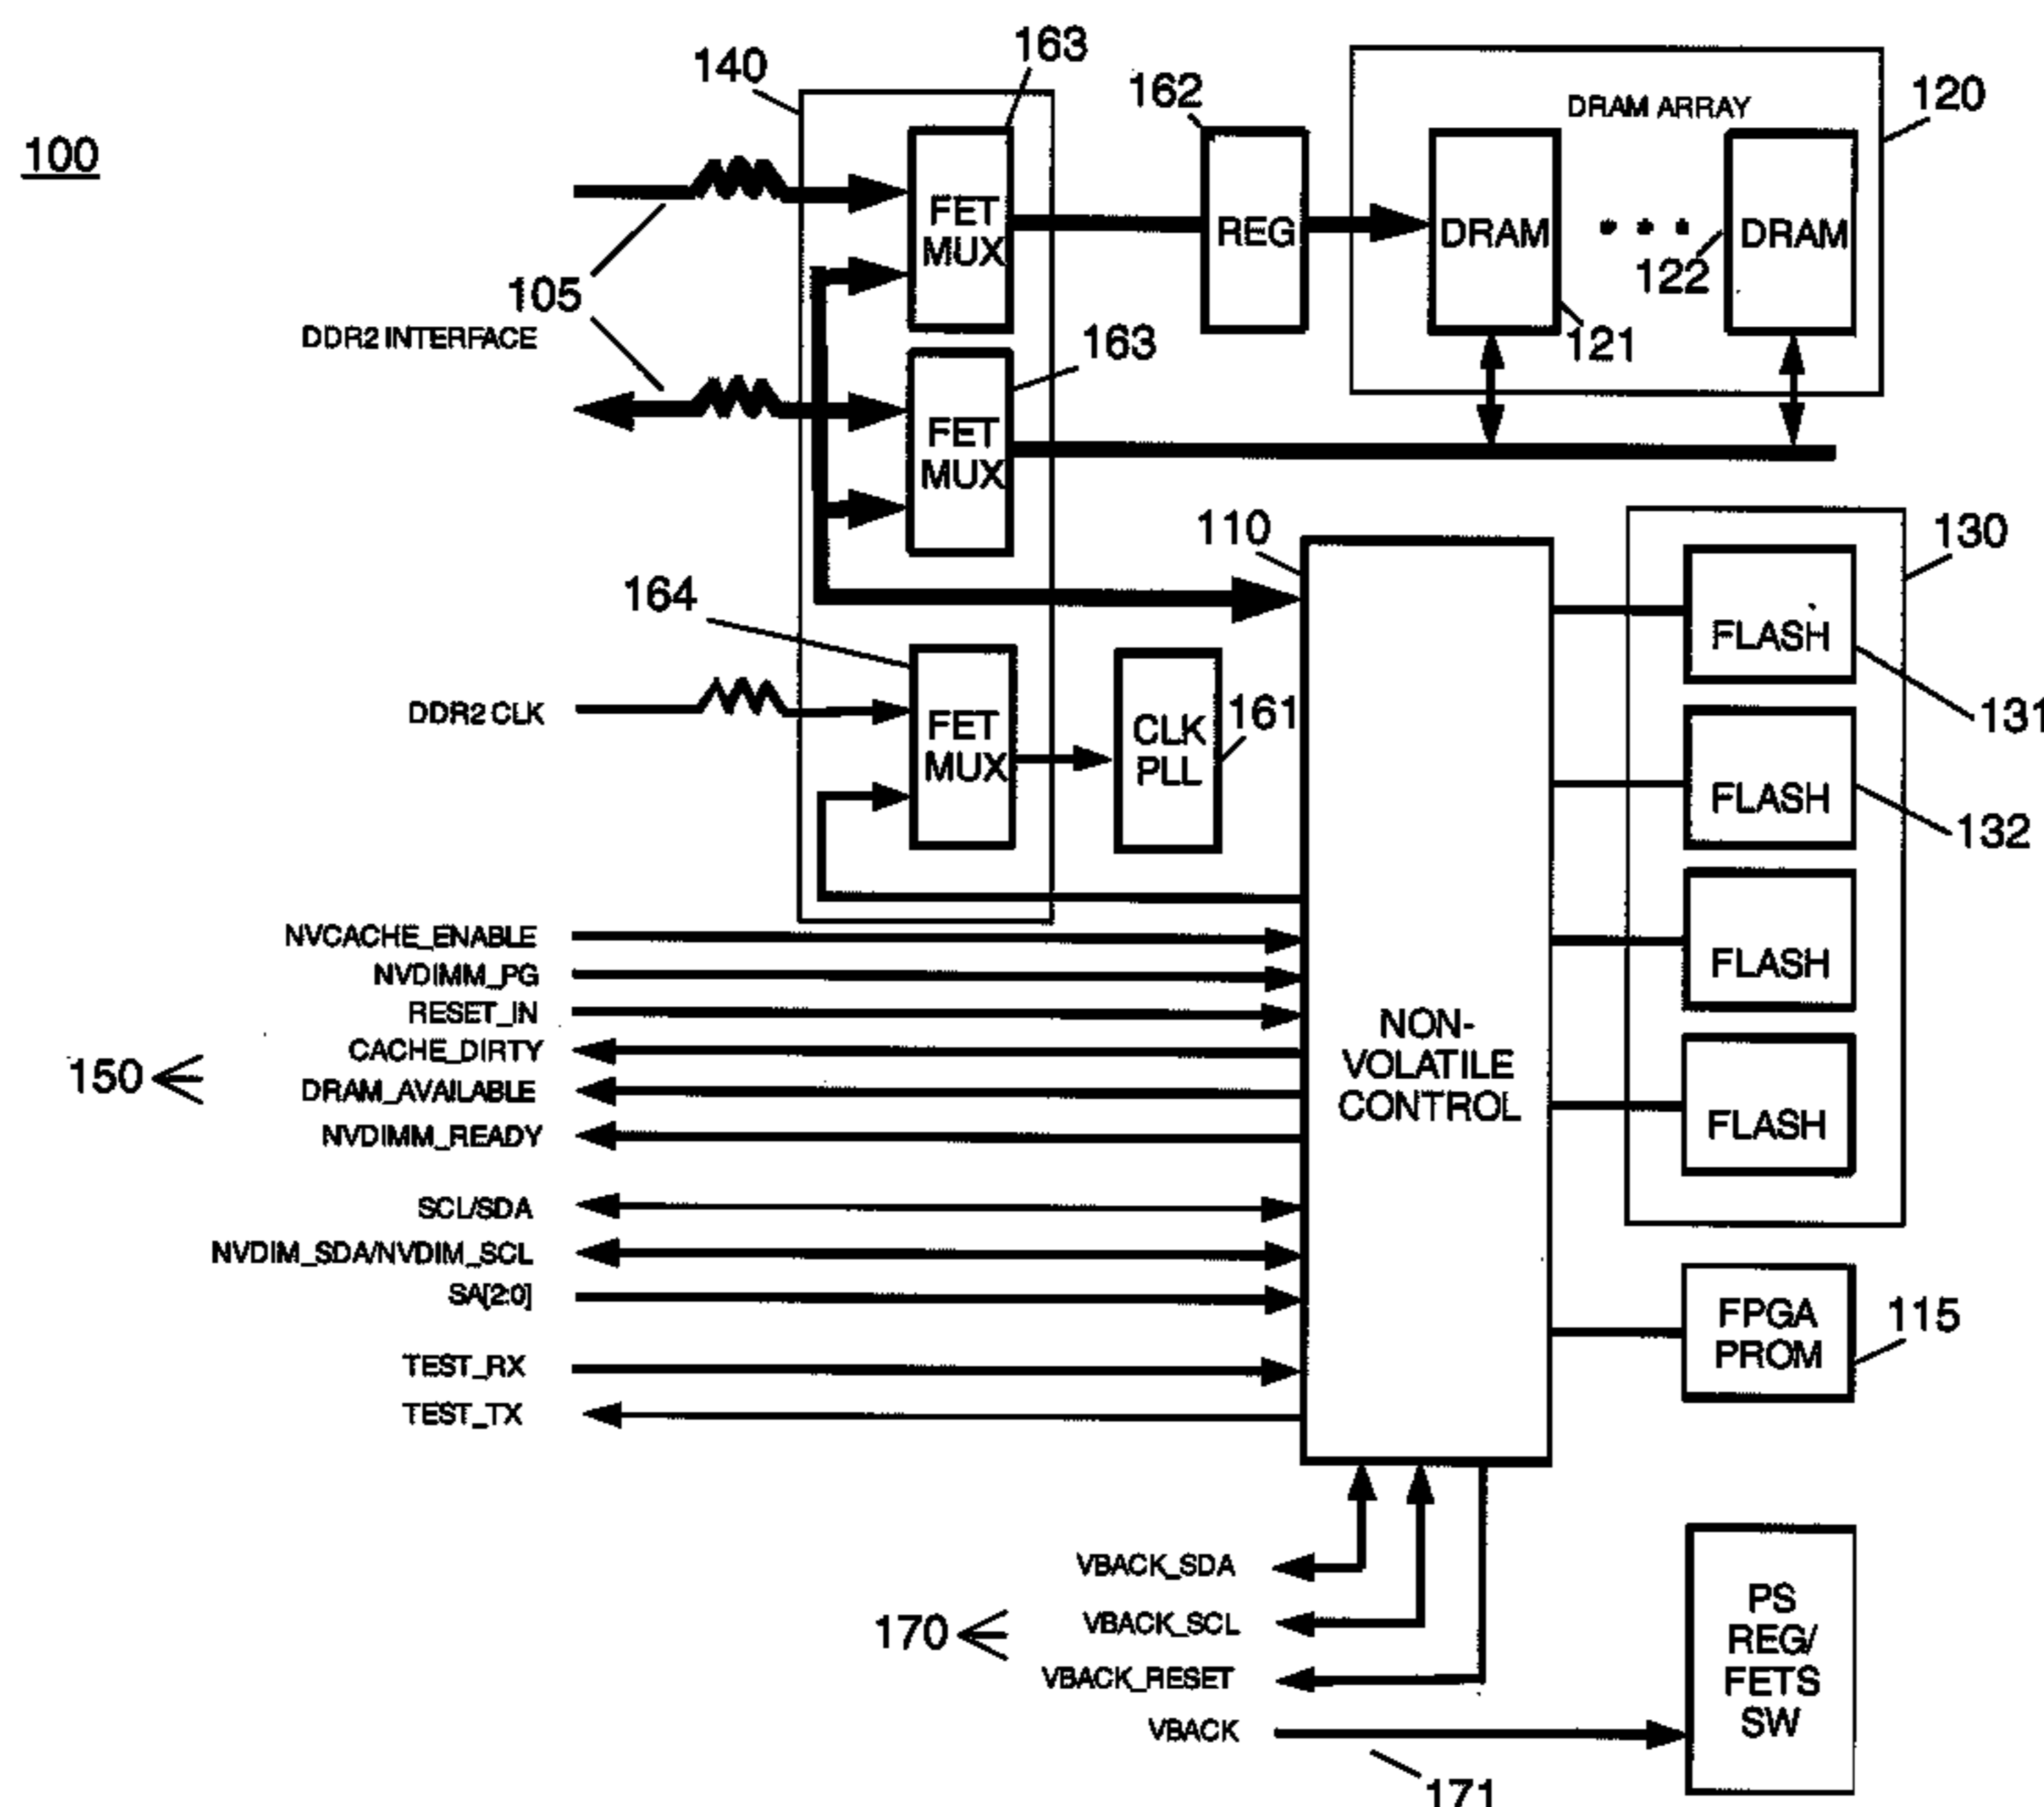 163
140
162
DRAM ARRAY
120
100
FET
MUX
REG
DRAM
DRAM
122
121
105
DDR2 INTERFACE
163
FET
MUX
110
130
164
FLASH
131
DDR2 CLK
FET
MUX
CLK
PLL
161
FLASH
132
NVCACHE_ENABLE
NVDIMM_PG
RESET_IN
CACHE_DIRTY
DRAM_AVAILABLE
NVDIMM_READY
150
NON-
VOLATILE
CONTROL
FLASH
FLASH
SCL/SDA
NVDIM_SDA/NVDIM_SCL
SA[2:0]
TEST_RX
TEST_TX
FPGA
PROM
115
VBACK_SDA
VBACK_SCL
VBACK_RESET
VBACK
170
171
PS
REG/
FETS
SW